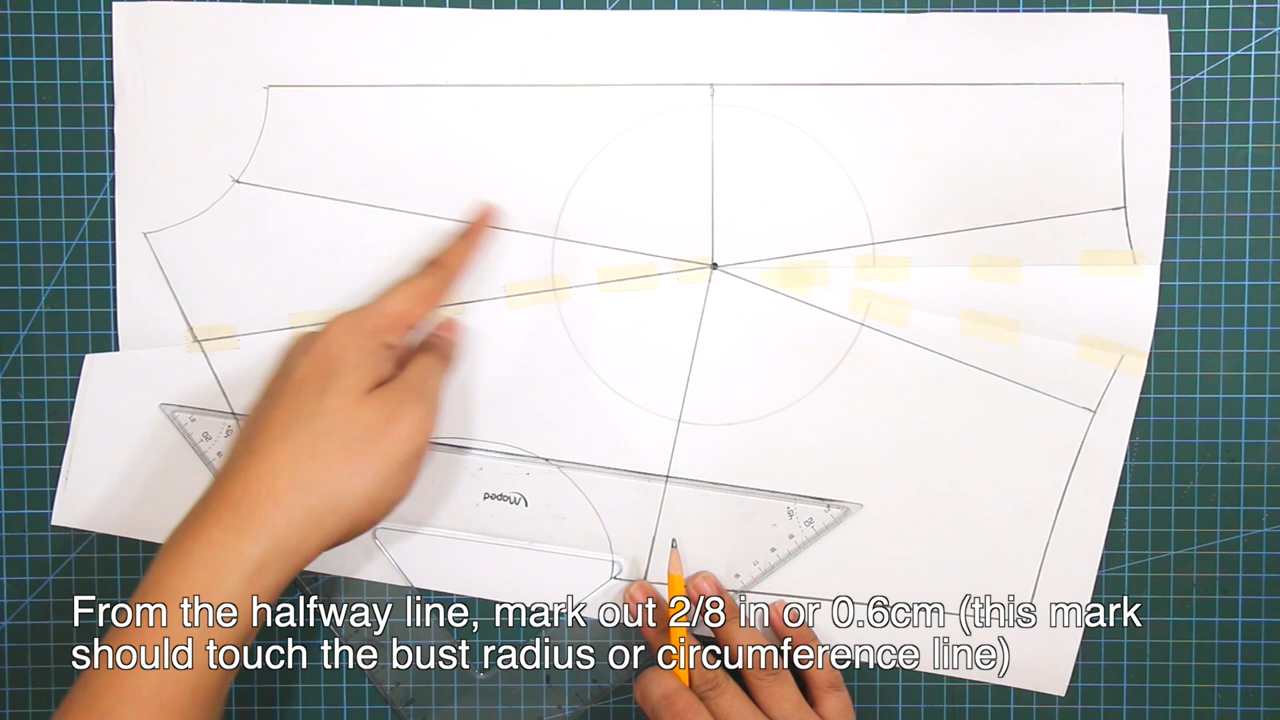 Maped
From the halfway line, mark out 2/8 in or 0.6cm (this mark
should touch the bust radius or circumference line)